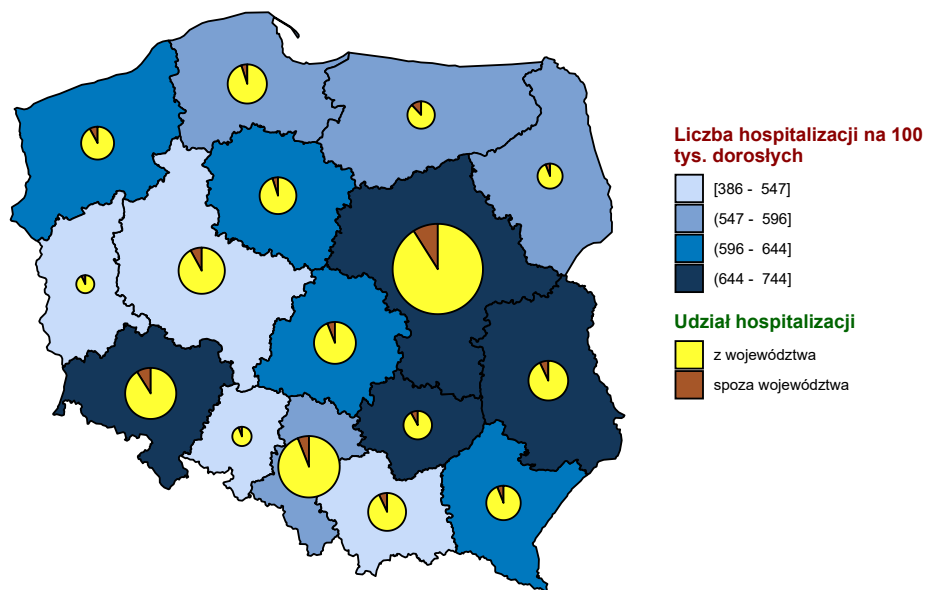 Liczba hospitalizacji na 100
tys. dorosłych
[386 - 547]
(547 - 596]
(596 - 644]
(644 - 744]
Udział hospitalizacji
z województwa
spoza województwa